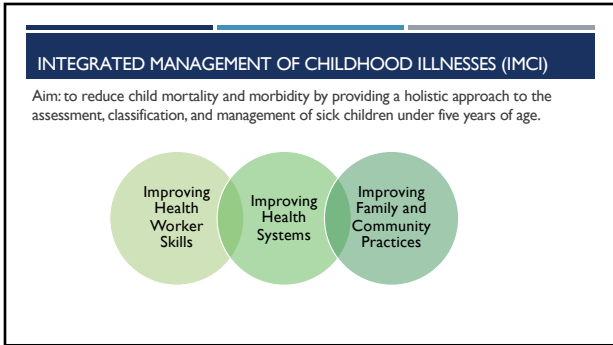 INTEGRATED MANAGEMENT OF CHILDHOOD ILLNESSES (IMCI)
Aim: to reduce child mortality and morbidity by providing a holistic approach to the
assessment, classification, and management of sick children under five years of age.
Improving
Health
Worker
Skills
Improving
Health
Systems
Improving
Family and
Community
Practices